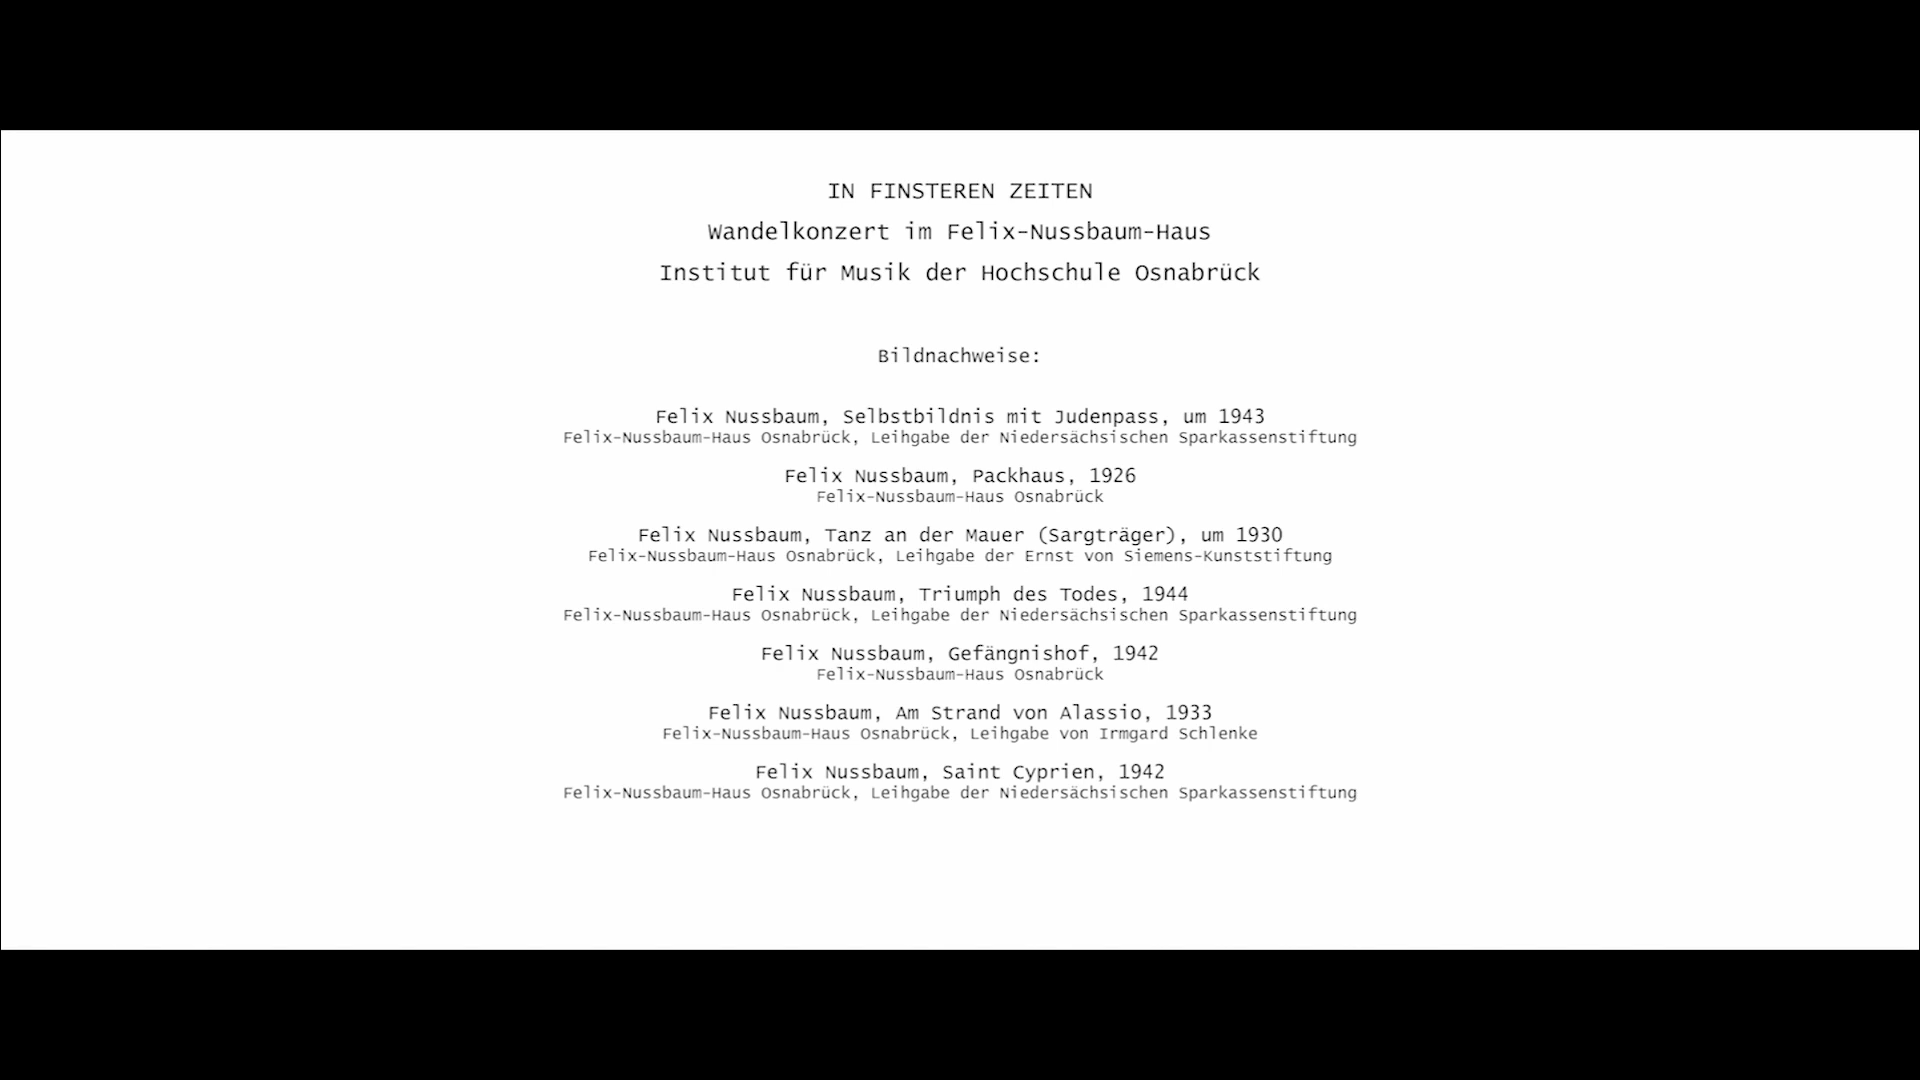 IN FINSTEREN ZEITEN
Wandelkonzert im Felix-Nussbaum-Haus
Institut für Musik der Hochschule Osnabrück
Bildnachweise:
Felix Nussbaum, Selbstbildnis mit Judenpass, um 1943
Felix-Nussbaum-Haus Osnabrück, Leihgabe der Niedersächsischen Sparkassenstiftung
Felix Nussbaum, Packhaus, 1926
Felix-Nussbaum-Haus Osnabrück
Felix Nussbaum, Tanz an der Mauer (Sargträger), um 1930
Felix-Nussbaum-Haus Osnabrück, Leihgabe der Ernst von Siemens-Kunststiftung
Felix Nussbaum, Triumph des Todes, 1944
Felix-Nussbaum-Haus Osnabrück, Leihgabe der Niedersächsischen Sparkassenstiftung
Felix Nussbaum, Gefängnishof, 1942
Felix-Nussbaum-Haus Osnabrück
Felix Nussbaum, Am Strand von Alassio, 1933
Felix-Nussbaum-Haus Osnabrück, Leihgabe von Irmgard Schlenke
Felix Nussbaum, Saint Cyprien, 1942
Felix-Nussbaum-Haus Osnabrück, Leihgabe der Niedersächsischen Sparkassenstiftung